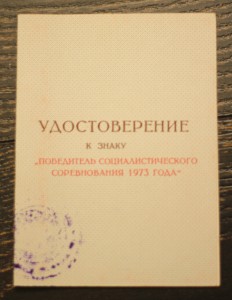 УДОСТОВЕРЕНИЕ
К ЗНАКУ
„ПОБЕДИТЕЛЬ СОЦИАЛИСТИЧЕСКОГО
СОРЕВНОВАНИЯ 1973 ГОДА“